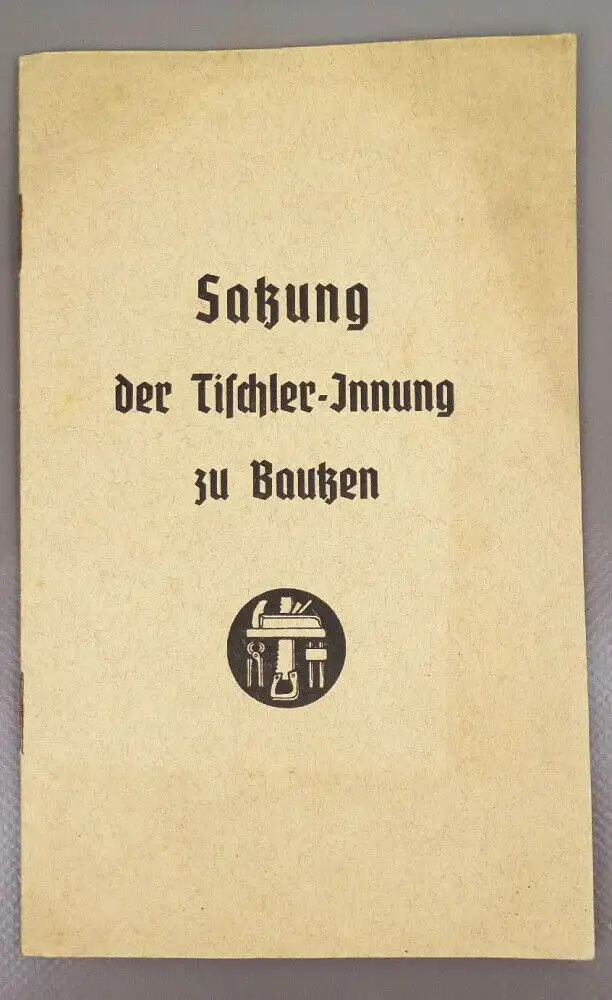 Satzung
der Tiſchler-Innung
zu Bautzen